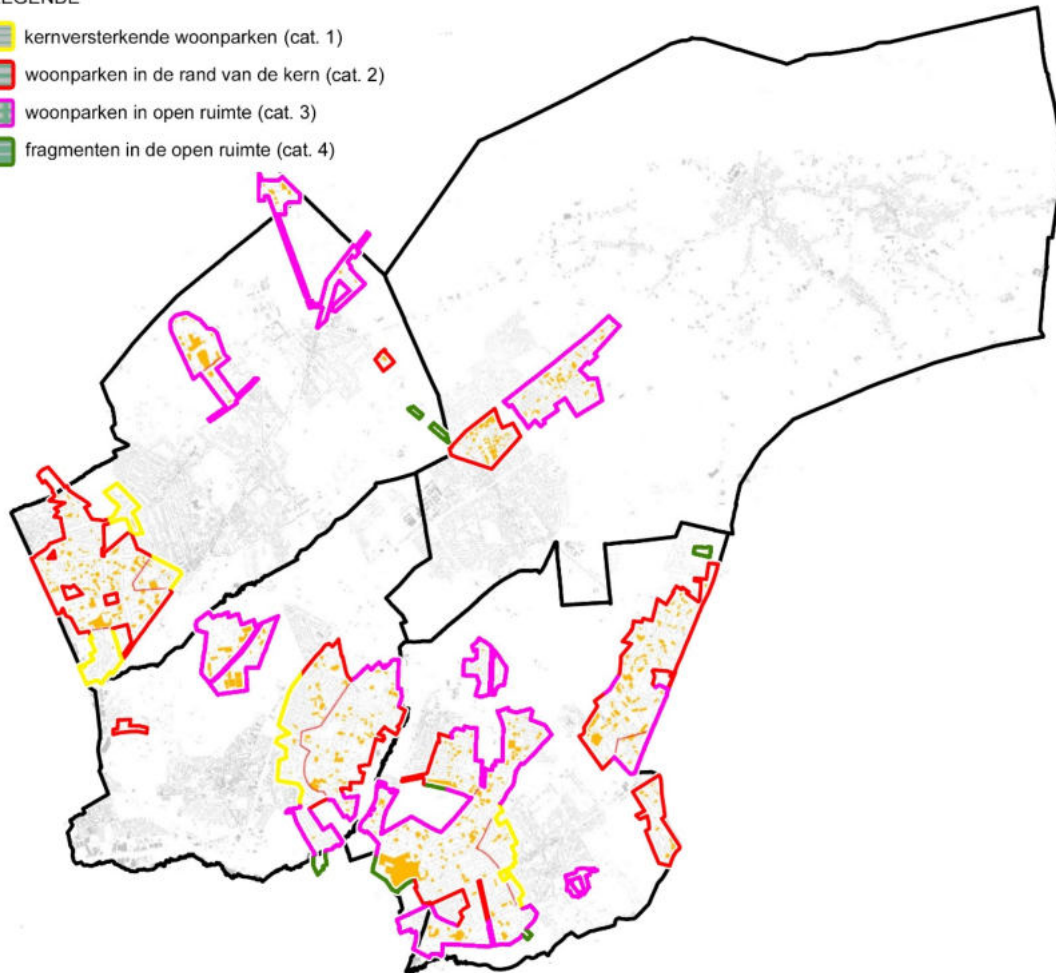 LEGENDE
kernversterkende woonparken (cat. 1)
woonparken in de rand van de kern (cat. 2)
woonparken in open ruimte (cat. 3)
fragmenten in de open ruimte (cat. 4)